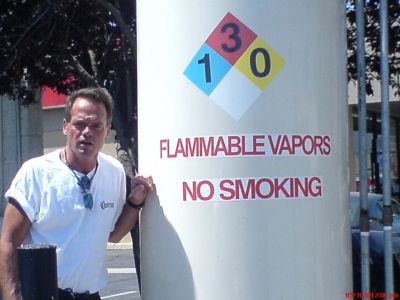 3
1 0
FLAMMABLE VAPORS
NO SMOKING